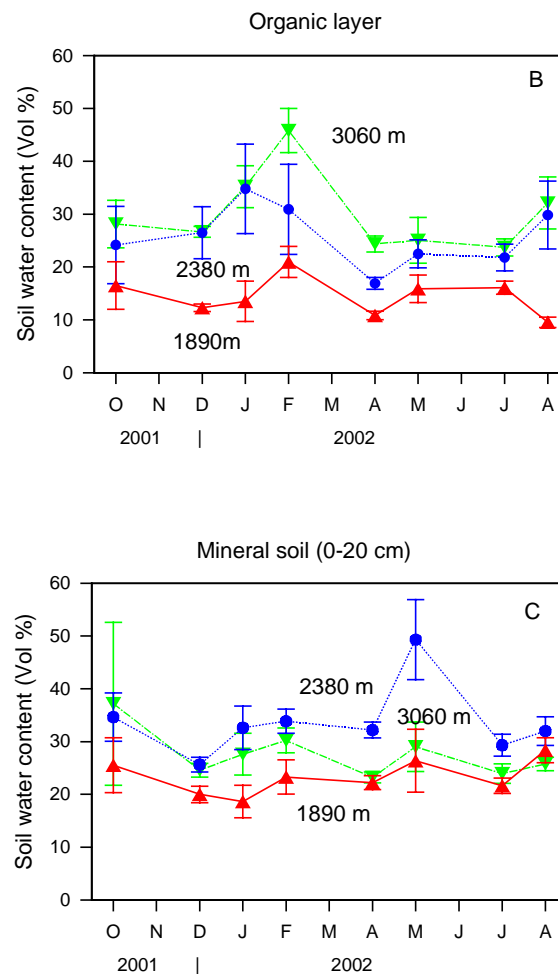 Organic layer
60
B
50
3060 m
40
30
20
2380 m
10
1890m
0
Soil water content (Vol %)
O N D J F M A M J J A
2001 | 2002
Mineral soil (0-20 cm)
60
C
50
2380 m
40
3060 m
30
20
1890 m
10
0
Soil water content (Vol %)
O N D J F M A M J J A
2001 | 2002